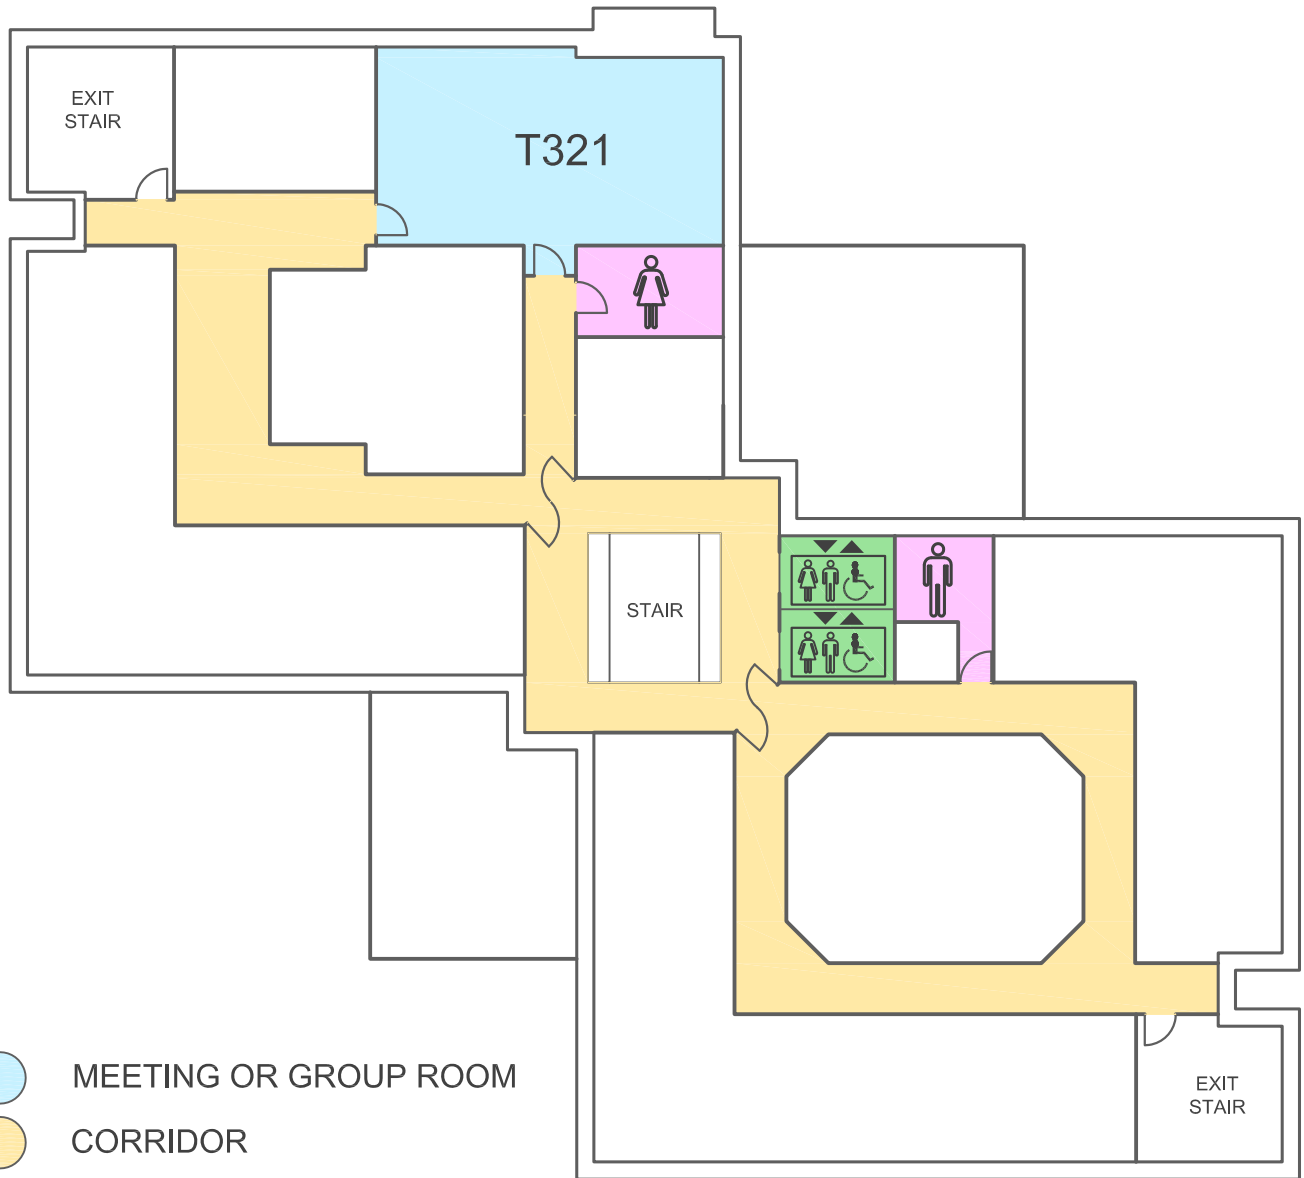 EXIT
STAIR
T321
STAIR
MEETING OR GROUP ROOM
CORRIDOR
EXIT
STAIR